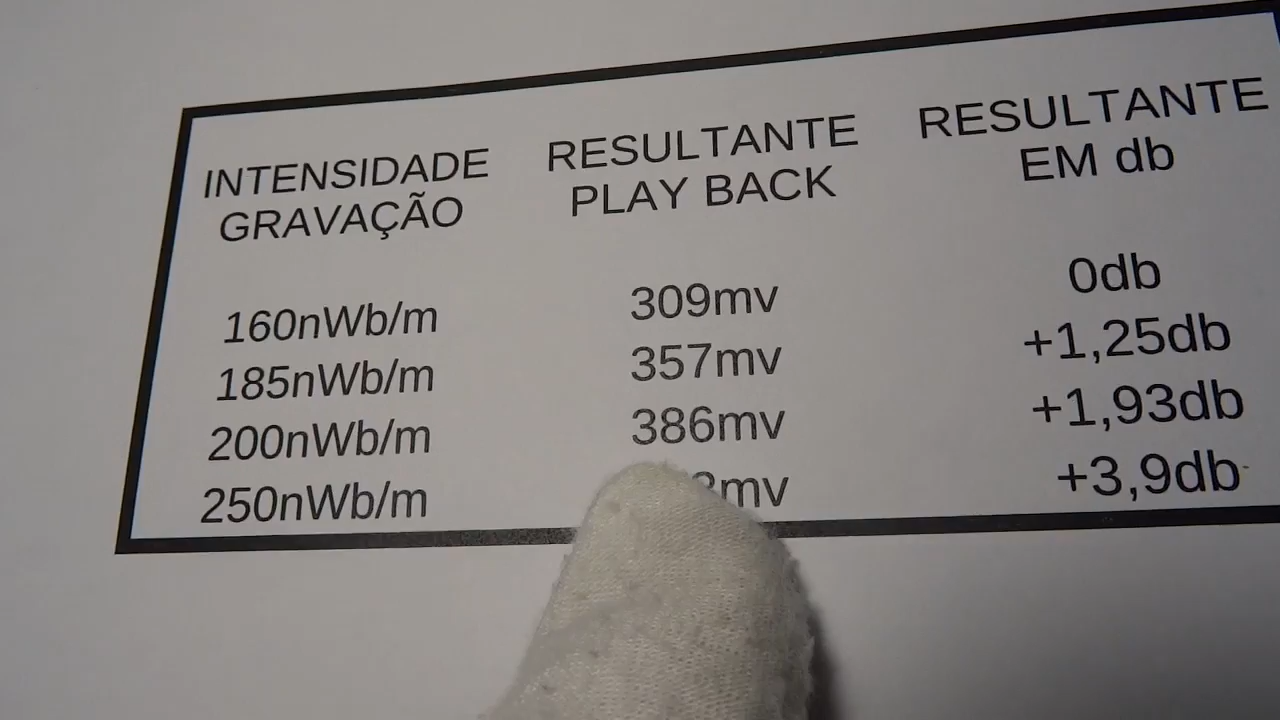 INTENSIDADE GRAVAÇÃO RESULTANTE PLAY BACK RESULTANTE EM db
160nWb/m 309mv 0db
185nWb/m 357mv +1,25db
200nWb/m 386mv +1,93db
250nWb/m +3,9db